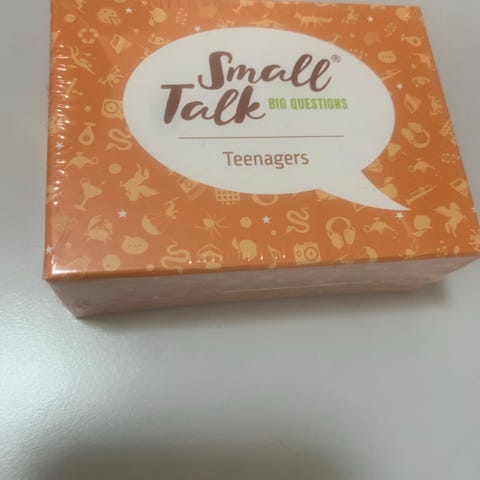 Small®
Talk BIG QUESTIONS
Teenagers